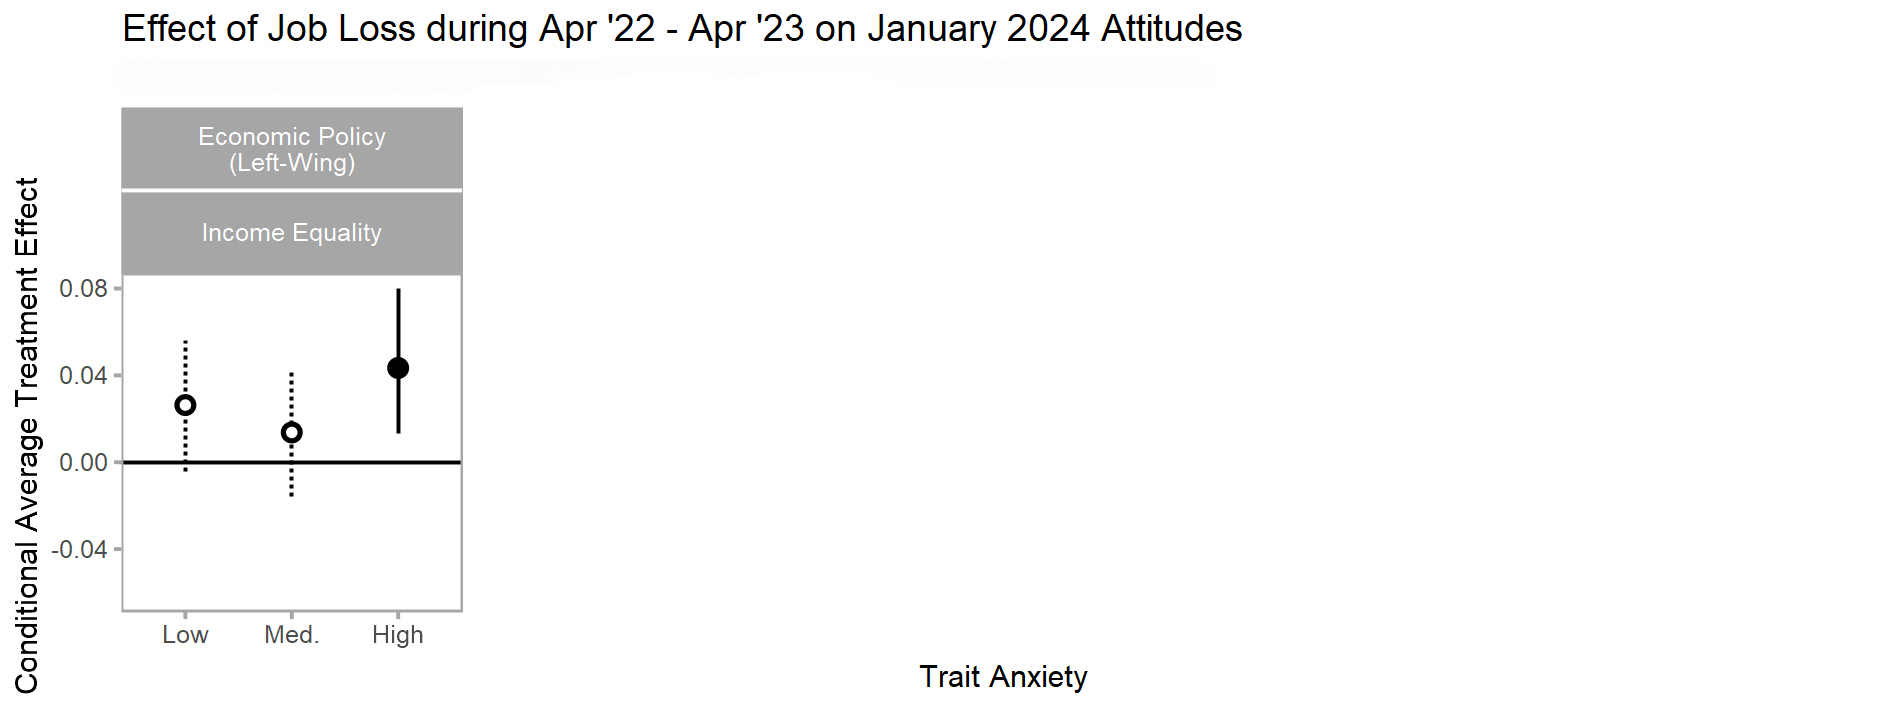 Effect of Job Loss during Apr '22 - Apr '23 on January 2024 Attitudes
Economic Policy
(Left-Wing)
Income Equality
Conditional Average Treatment Effect
0.08
0.04
0.00
-0.04
Low Med. High
Trait Anxiety